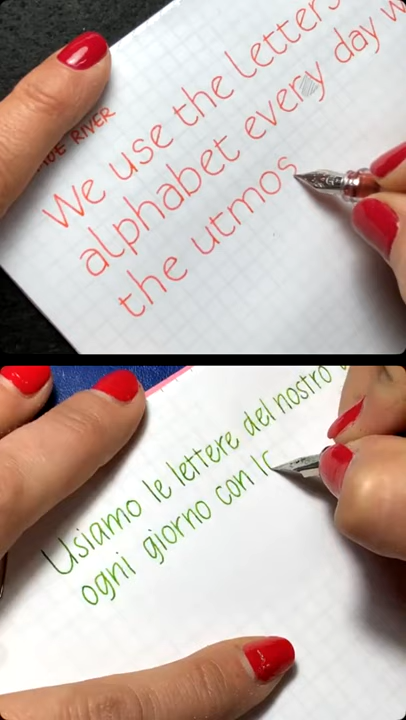 RIVER
We use the letters
alphabet every day w
the utmos
Usiamo le lettere del nostro
ogni giorno con l